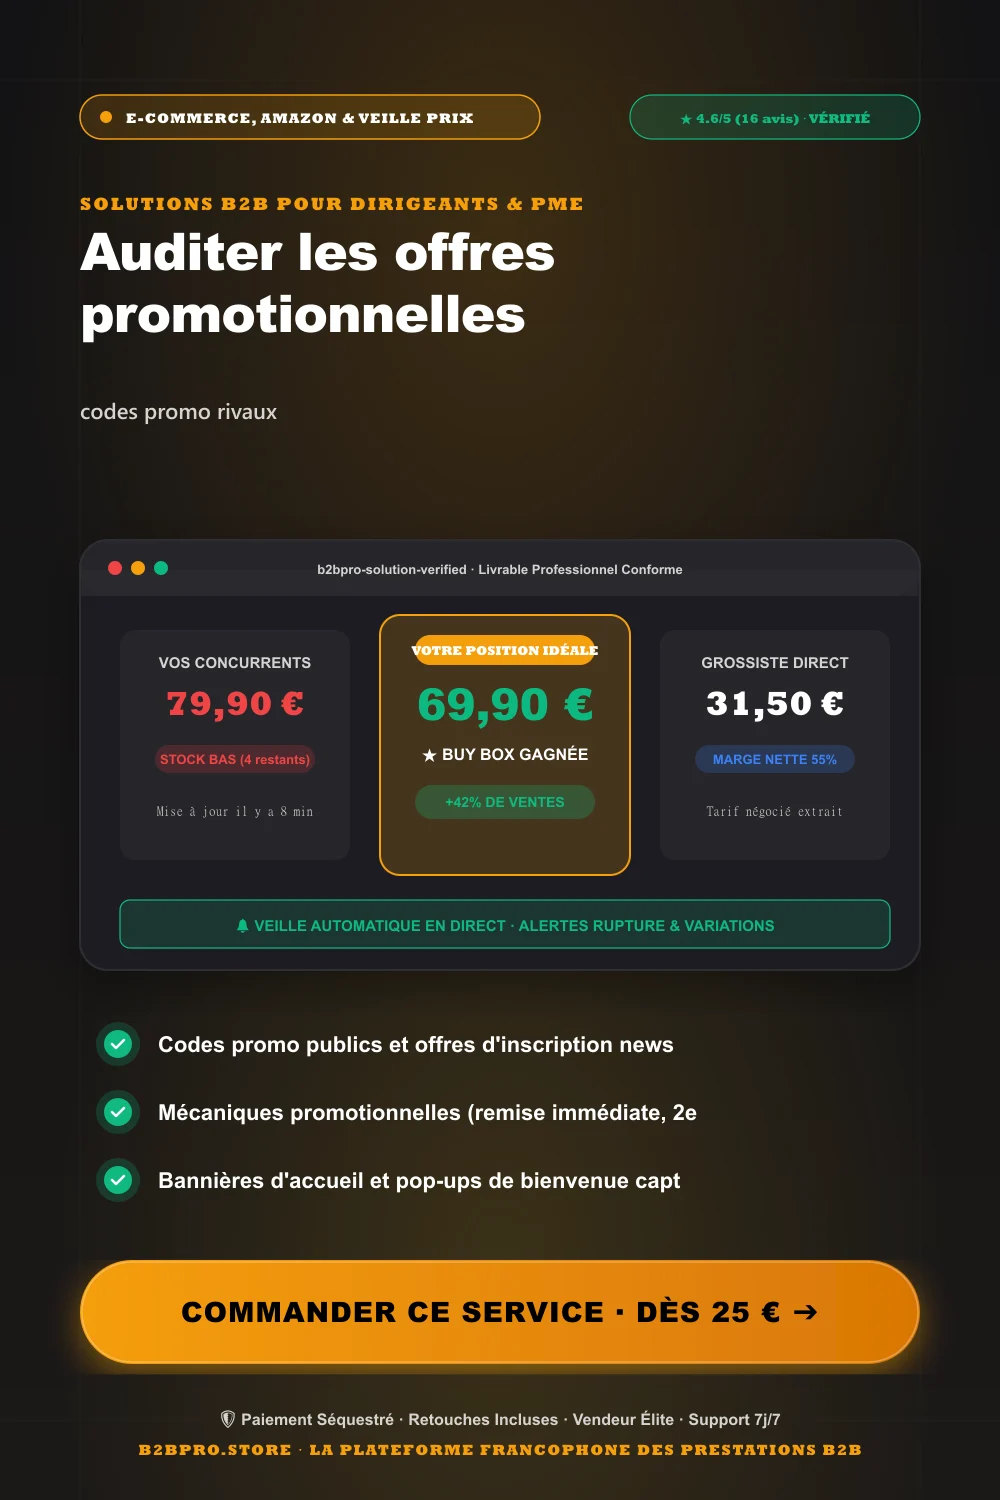 E-COMMERCE, AMAZON & VEILLE PRIX
★ 4.6/5 (16 avis) · VÉRIFIÉ
SOLUTIONS B2B POUR DIRIGEANTS & PME
Auditer les offres
promotionnelles
codes promo rivaux
b2bpro-solution-verified · Livrable Professionnel Conforme
VOS CONCURRENTS
79,90 €
STOCK BAS (4 restants)
Mise à jour il y a 8 min
VOTRE POSITION IDÉALE
69,90 €
★ BUY BOX GAGNÉE
+42% DE VENTES
GROSSISTE DIRECT
31,50 €
MARGE NETTE 55%
Tarif négocié extrait
VEILLE AUTOMATIQUE EN DIRECT · ALERTES RUPTURE & VARIATIONS
Codes promo publics et offres d'inscription news
Mécaniques promotionnelles (remise immédiate, 2e
Bannières d'accueil et pop-ups de bienvenue capt
COMMANDER CE SERVICE · DÈS 25 € ➔
Paiement Séquestré · Retouches Incluses · Vendeur Élite · Support 7j/7
B2BPRO.STORE · LA PLATEFORME FRANCOPHONE DES PRESTATIONS B2B